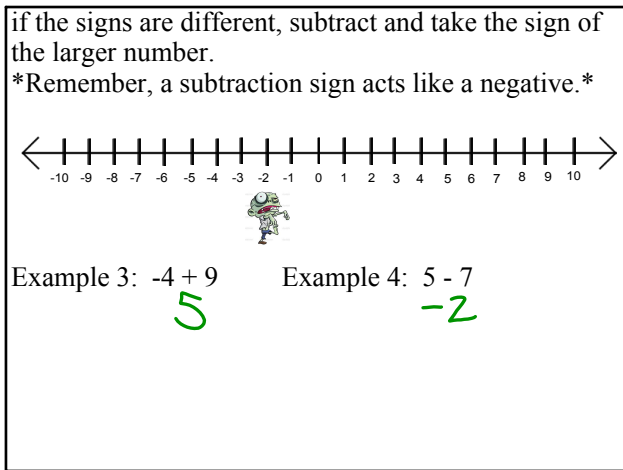 if the signs are different, subtract and take the sign of
the larger number.
*Remember, a subtraction sign acts like a negative.*
-10 -9 -8 -7 -6 -5 -4 -3 -2 -1 0 1 2 3 4 5 6 7 8 9 10
Example 3: -4 + 9 Example 4: 5 - 7
5 -2